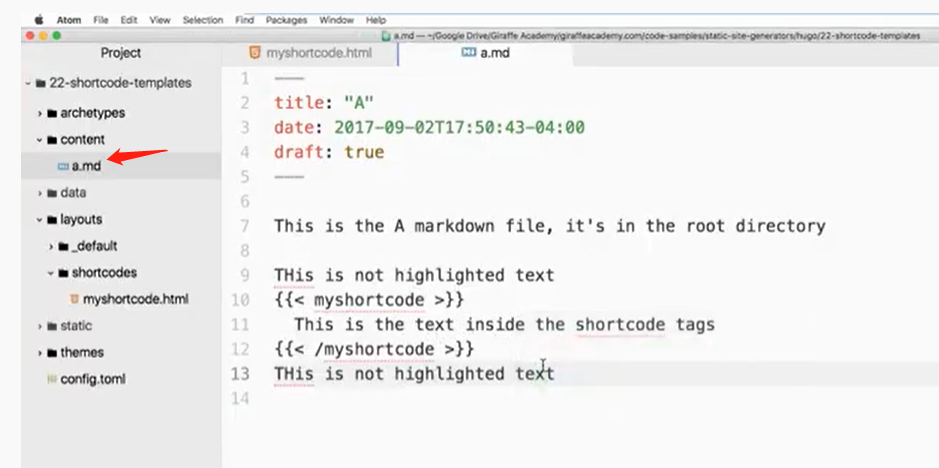 Atom File Edit View Selection Find Packages Window Help
a.md — ~/Google Drive/Giraffe Academy/giraffeacademy.com/code-samples/static-site-generators/hugo/22-shortcode-templates
Project
myshortcode.html
a.md
22-shortcode-templates
archetypes
content
a.md
data
layouts
_default
shortcodes
myshortcode.html
static
themes
config.toml
1 ---
2 title: "A"
3 date: 2017-09-02T17:50:43-04:00
4 draft: true
5 ---
6
7 This is the A markdown file, it's in the root directory
8
9 THis is not highlighted text
10 {{< myshortcode >}}
11 This is the text inside the shortcode tags
12 {{< /myshortcode >}}
13 THis is not highlighted text
14